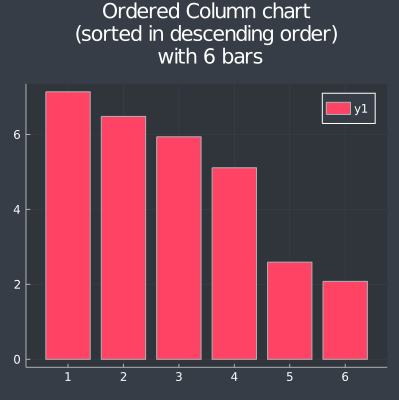 Ordered Column chart
(sorted in descending order)
with 6 bars
y1
6
4
2
0
1 2 3 4 5 6